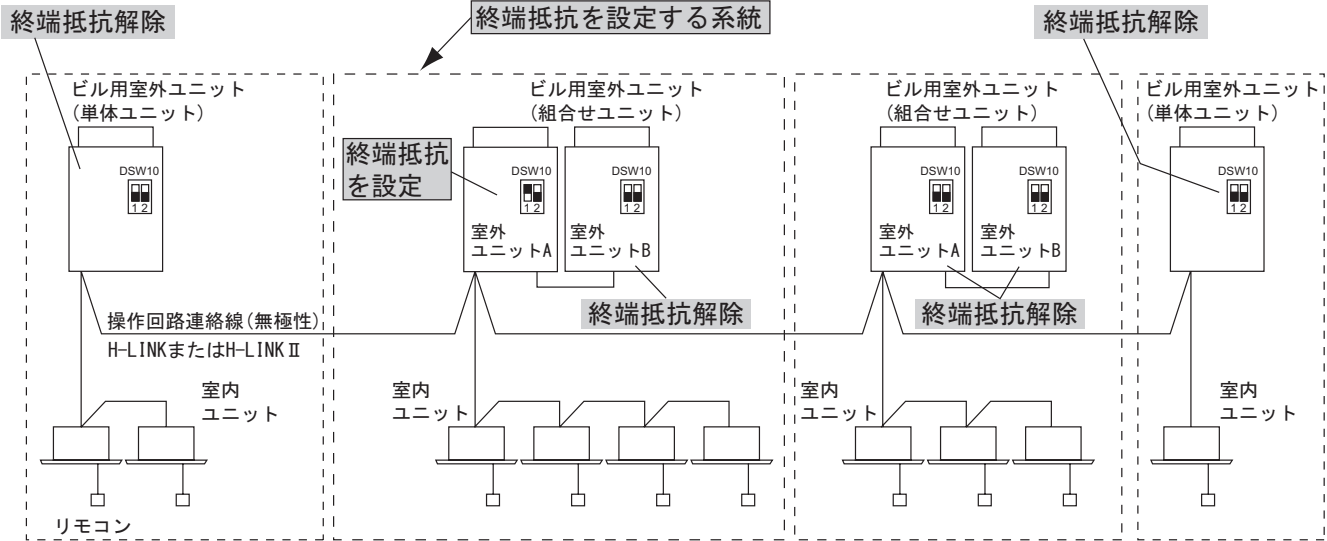 終端抵抗解除
終端抵抗を設定する系統
終端抵抗解除
ビル用室外ユニット
(単体ユニット)
DSW10
1 2
ビル用室外ユニット
(組合せユニット)
終端抵抗
を設定
DSW10
1 2
室外
ユニットA
DSW10
1 2
室外
ユニットB
終端抵抗解除
ビル用室外ユニット
(組合せユニット)
DSW10
1 2
室外
ユニットA
DSW10
1 2
室外
ユニットB
終端抵抗解除
ビル用室外ユニット
(単体ユニット)
DSW10
1 2
操作回路連絡線(無極性)
H-LINKまたはH-LINKⅡ
室内
ユニット
室内
ユニット
室内
ユニット
室内
ユニット
リモコン